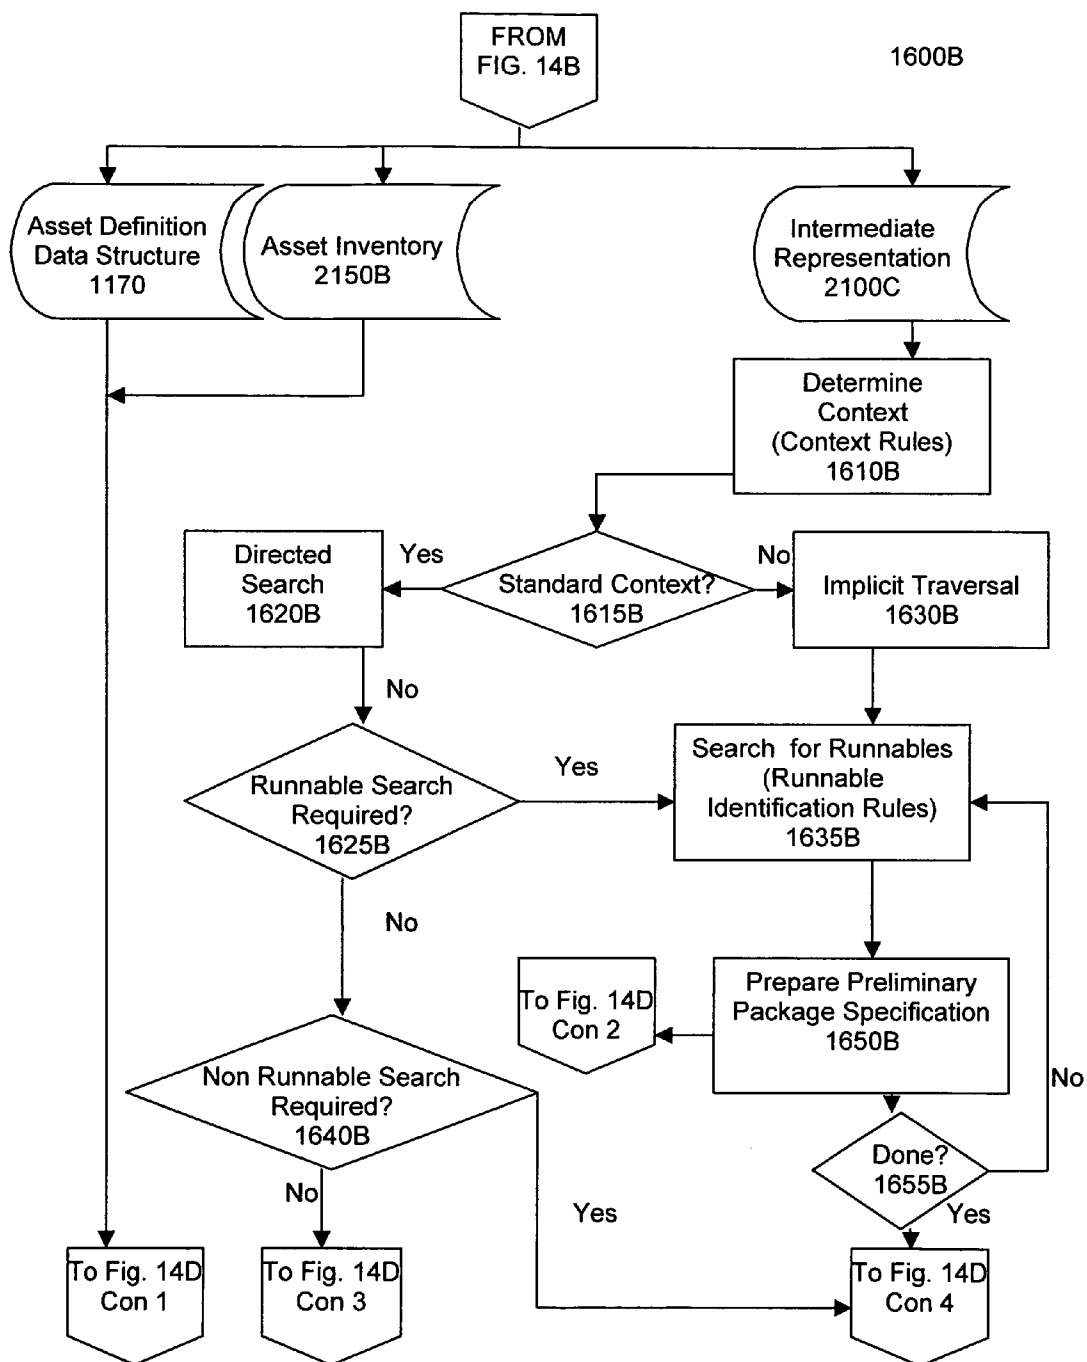 FROM
FIG. 14B
1600B
Asset Definition
Data Structure
1170
Asset Inventory
2150B
Intermediate
Representation
2100C
Determine
Context
(Context Rules)
1610B
Directed
Search
1620B
Yes
Standard Context?
1615B
No
Implicit Traversal
1630B
No
Runnable Search
Required?
1625B
Yes
Search for Runnables
(Runnable
Identification Rules)
1635B
No
To Fig. 14D
Con 2
Prepare Preliminary
Package Specification
1650B
Non Runnable Search
Required?
1640B
No
Done?
1655B
No
Yes
Yes
To Fig. 14D
Con 1
To Fig. 14D
Con 3
To Fig. 14D
Con 4